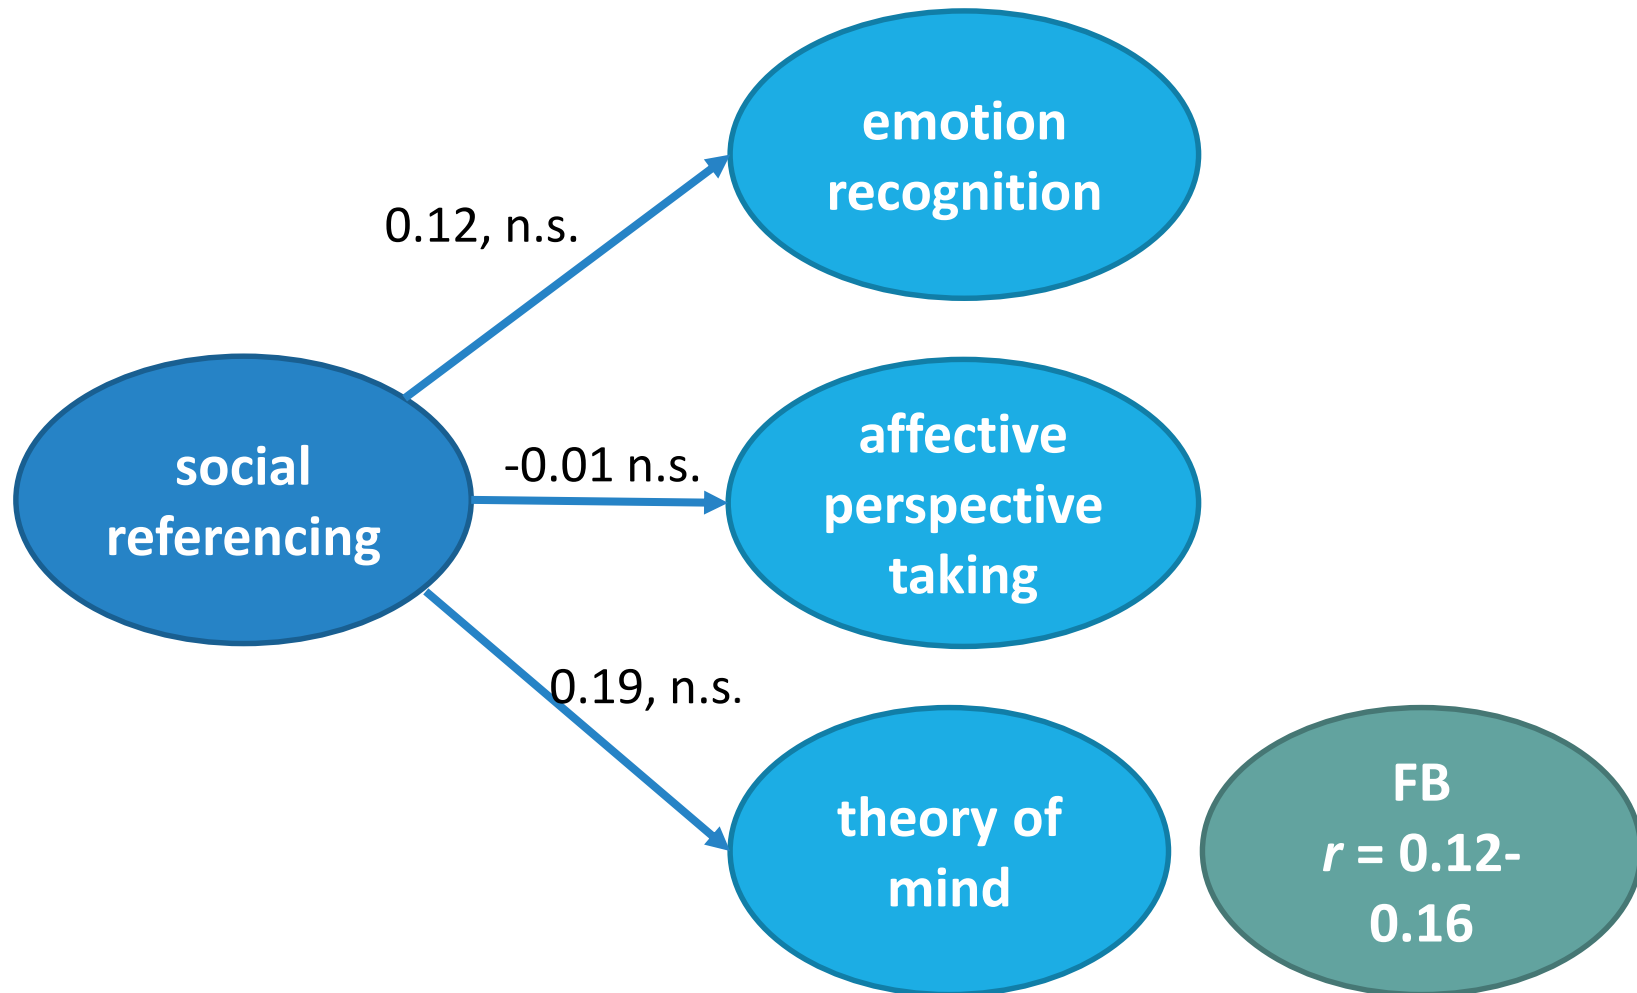 emotion
recognition
0.12, n.s.
social
referencing
-0.01 n.s.
affective
perspective
taking
0.19, n.s.
theory of
mind
FB
r = 0.12-
0.16